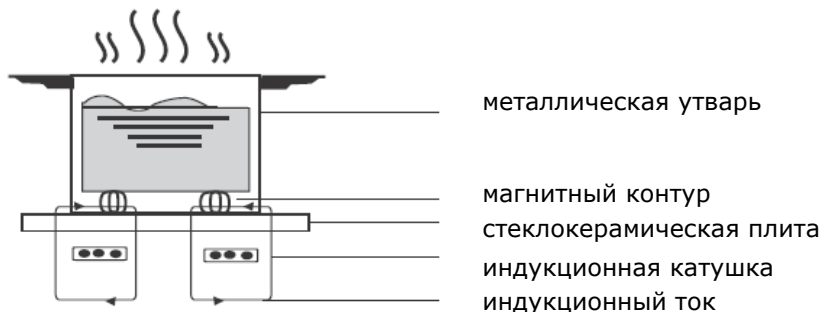 металлическая утварь
магнитный контур
стеклокерамическая плита
индукционная катушка
индукционный ток